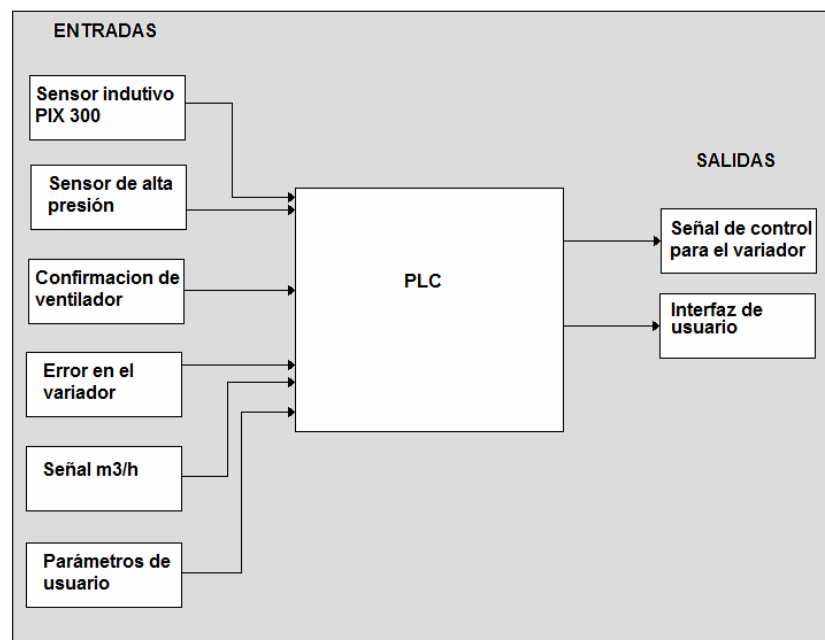 ENTRADAS
Sensor indutivo
PIX 300
Sensor de alta
presión
Confirmacion de
ventilador
Error en el
variador
Señal m3/h
Parámetros de
usuario
PLC
SALIDAS
Señal de control
para el variador
Interfaz de
usuario